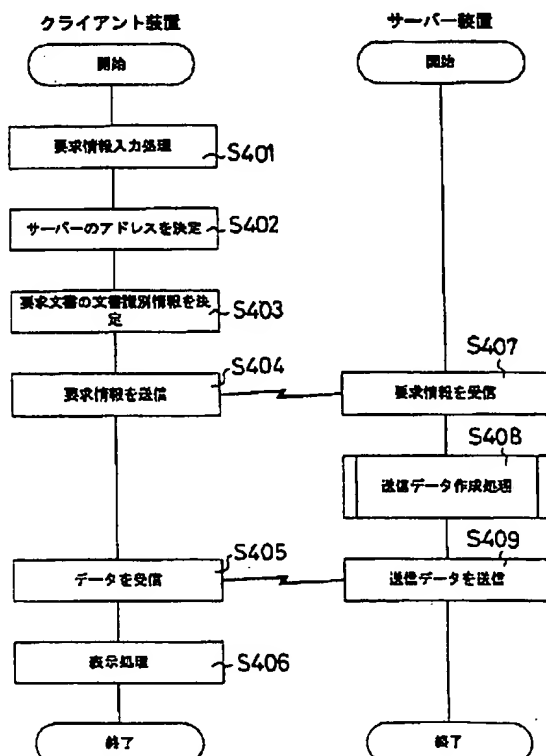 クライアント装置
開始
要求情報入力処理
S401
サーバーのアドレスを決定
S402
要求文書の文書識別情報を決
定
S403
要求情報を送信
S404
データを受信
S405
表示処理
S406
終了
サーバー装置
開始
要求情報を受信
S407
送信データ作成処理
S408
送信データを送信
S409
終了